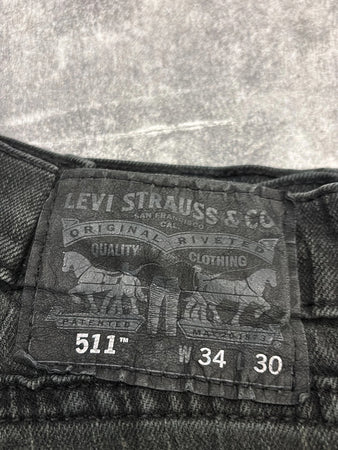 LEVI STRAUSS & CO.
SAN FRANCISCO
CAL.
ORIGINAL RIVETED
QUALITY CLOTHING
PATENTED
511™ W 34 30